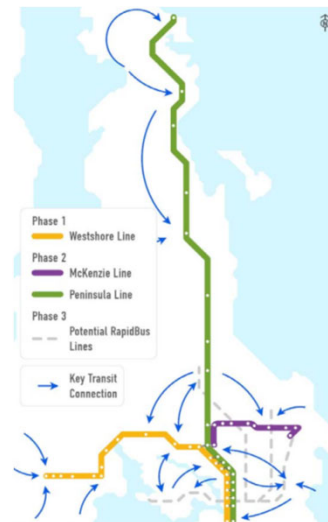 Phase 1
Westshore Line
Phase 2
McKenzie Line
Peninsula Line
Phase 3
Potential RapidBus
Lines
Key Transit
Connection